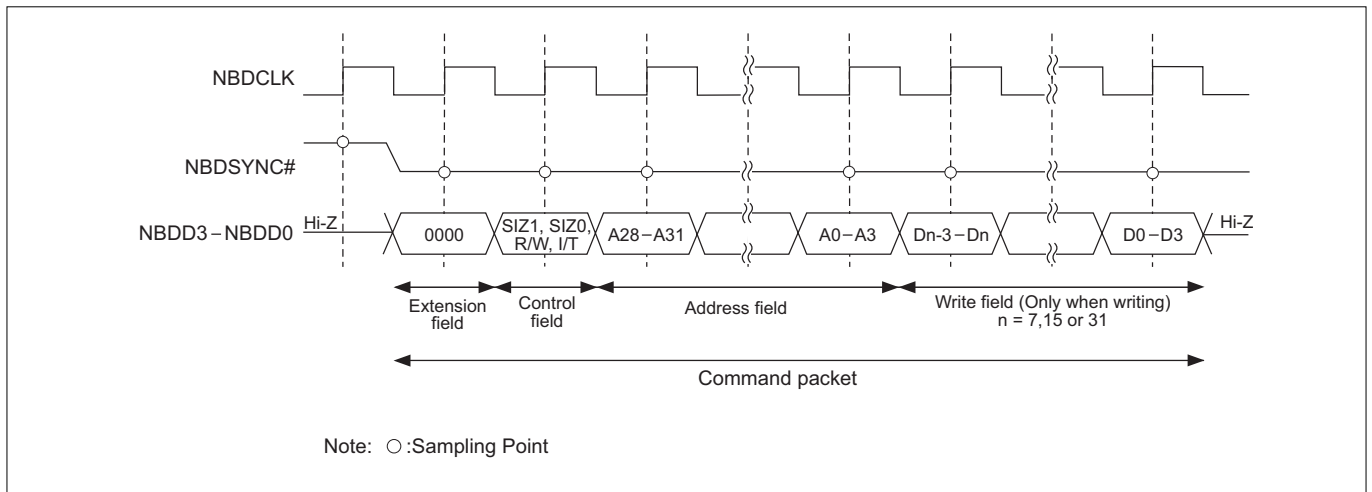 NBDCLK
NBDSYNC#
NBDD3–NBDD0
Hi-Z
0000
SIZ1, SIZ0,
R/W, I/T
A28–A31
A0–A3
Dn-3–Dn
D0–D3
Hi-Z
Extension
field
Control
field
Address field
Write field (Only when writing)
n = 7,15 or 31
Command packet
Note: ○ :Sampling Point